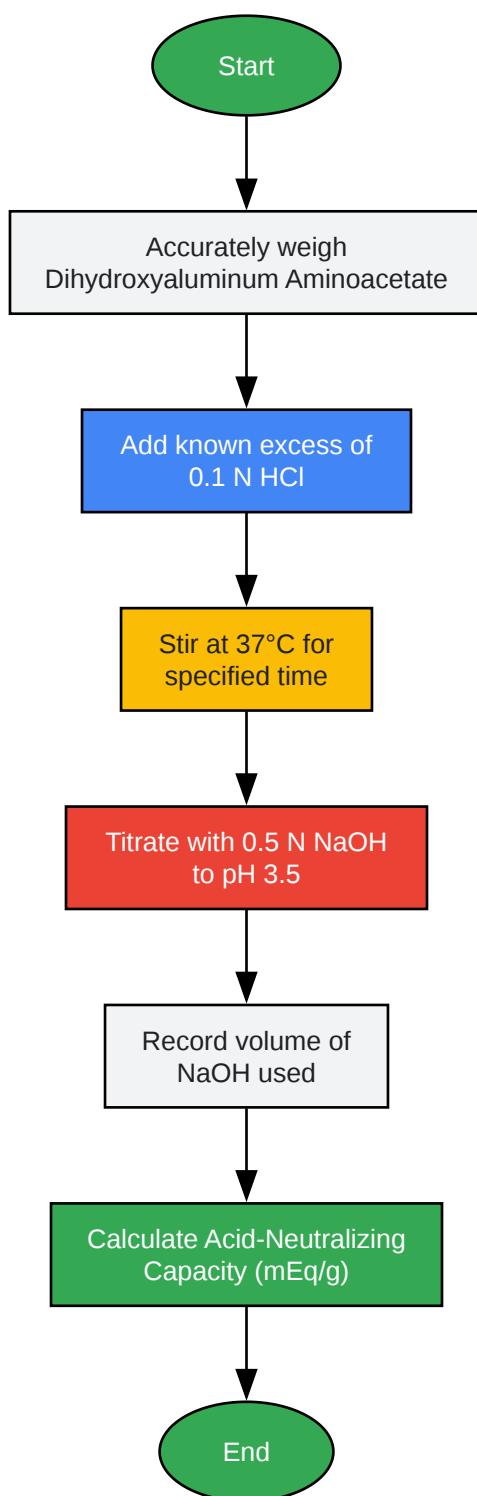 Start
Accurately weigh
Dihydroxyaluminum Aminoacetate
Add known excess of
0.1 N HCl
Stir at 37°C for
specified time
Titrate with 0.5 N NaOH
to pH 3.5
Record volume of
NaOH used
Calculate Acid-Neutralizing
Capacity (mEq/g)
End